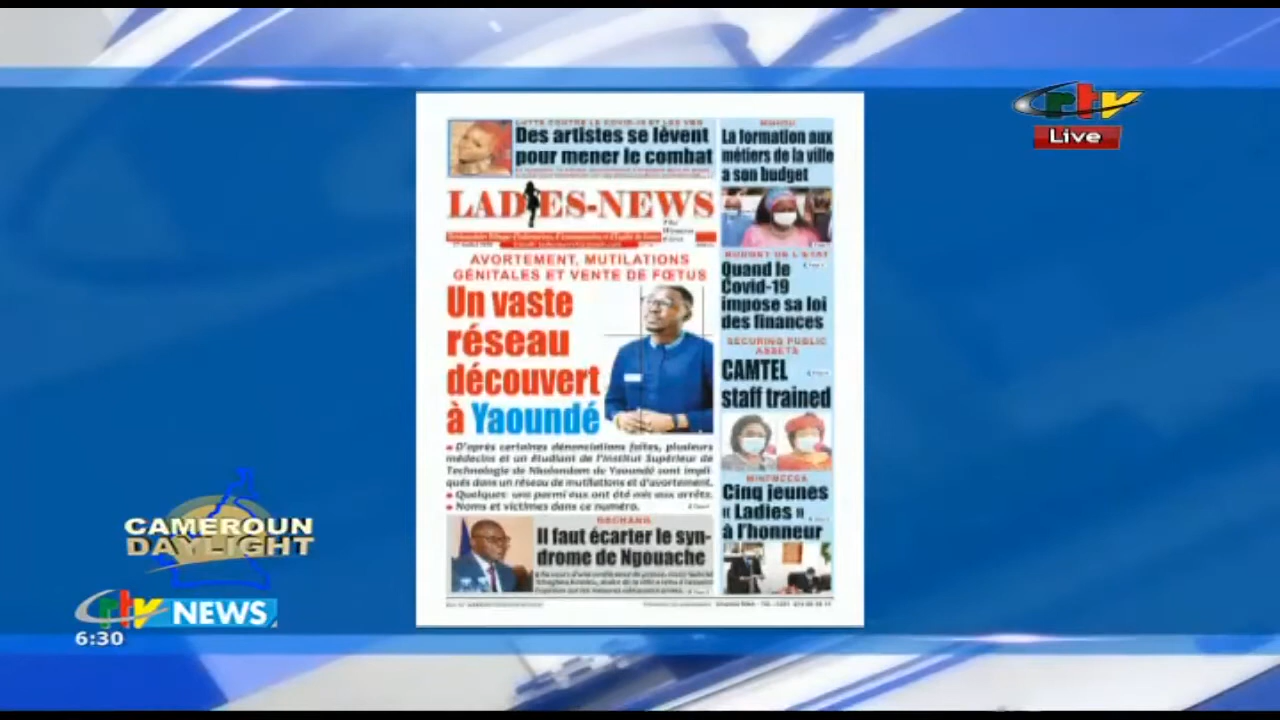 crtv
Live
LUTTE CONTRE LE COVID-19 ET LES VBG
Des artistes se lèvent
pour mener le combat
LADIES-NEWS
AVORTEMENT, MUTILATIONS
GÉNITALES ET VENTE DE FŒTUS
Un vaste
réseau
découvert
à Yaoundé
D'après certaines dénonciations faites, plusieurs
médecins et un étudiant de l'Institut Supérieur de
Technologie de Nkolondom de Yaoundé sont impli-
qués dans un réseau de mutilations et d'avortement.
Quelques uns parmi eux ont été mis aux arrêts.
Noms et victimes dans ce numéro.
DSCHANG
Il faut écarter le syn-
drome de Ngouache
La formation aux
métiers de la ville
a son budget
BUDGET DE L'ETAT
Quand le
Covid-19
impose sa loi
des finances
SECURING PUBLIC
ASSETS
CAMTEL
staff trained
Cinq jeunes
« Ladies »
à l'honneur
CAMEROUN
DAYLIGHT
crtv NEWS
6:30